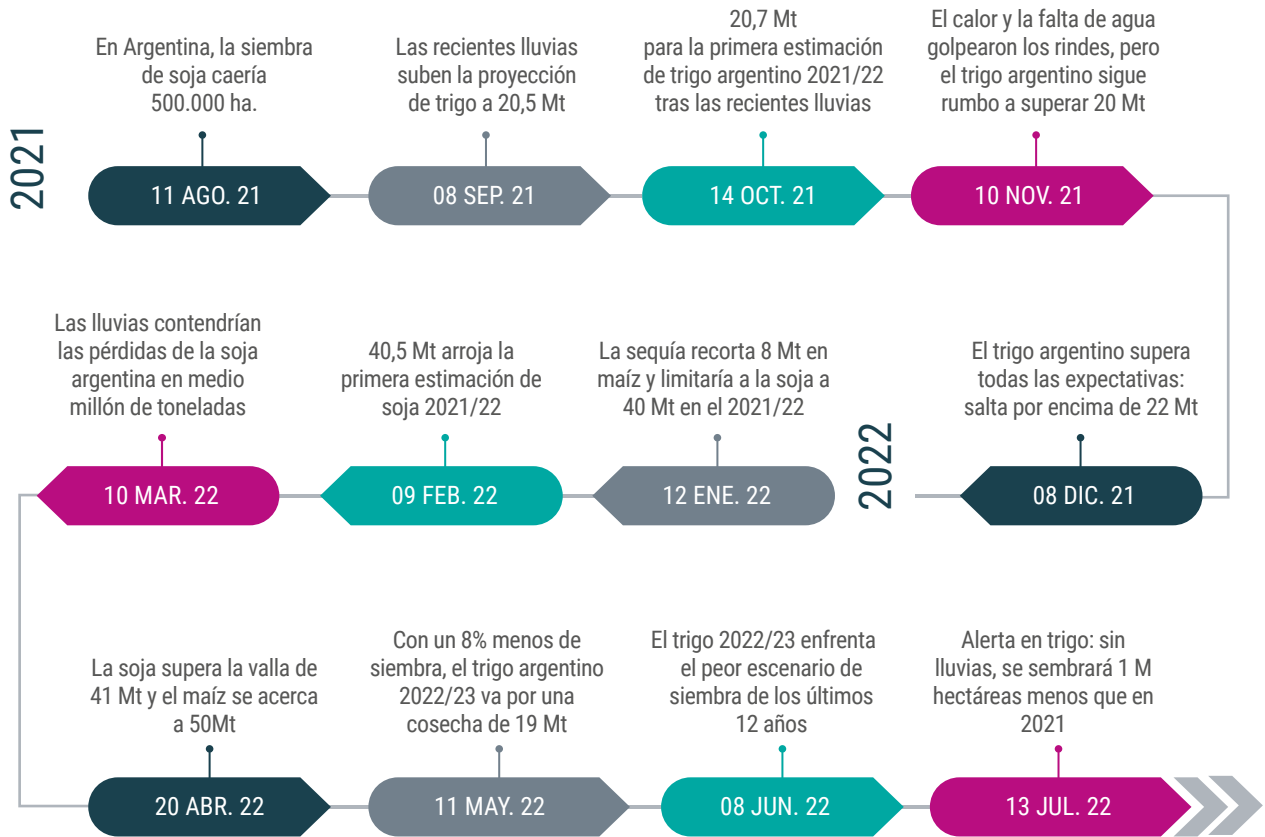 2021
En Argentina, la siembra
de soja caería
500.000 ha.
11 AGO. 21
Las recientes lluvias
suben la proyección
de trigo a 20,5 Mt
08 SEP. 21
20,7 Mt
para la primera estimación
de trigo argentino 2021/22
tras las recientes lluvias
14 OCT. 21
El calor y la falta de agua
golpearon los rindes, pero
el trigo argentino sigue
rumbo a superar 20 Mt
10 NOV. 21
El trigo argentino supera
todas las expectativas:
salta por encima de 22 Mt
08 DIC. 21
2022
La sequía recorta 8 Mt en
maíz y limitaría a la soja a
40 Mt en el 2021/22
12 ENE. 22
40,5 Mt arroja la
primera estimación de
soja 2021/22
09 FEB. 22
Las lluvias contendrían
las pérdidas de la soja
argentina en medio
millón de toneladas
10 MAR. 22
La soja supera la valla de
41 Mt y el maíz se acerca
a 50Mt
20 ABR. 22
Con un 8% menos de
siembra, el trigo argentino
2022/23 va por una
cosecha de 19 Mt
11 MAY. 22
El trigo 2022/23 enfrenta
el peor escenario de
siembra de los últimos
12 años
08 JUN. 22
Alerta en trigo: sin
lluvias, se sembrará 1 M
hectáreas menos que en
2021
13 JUL. 22